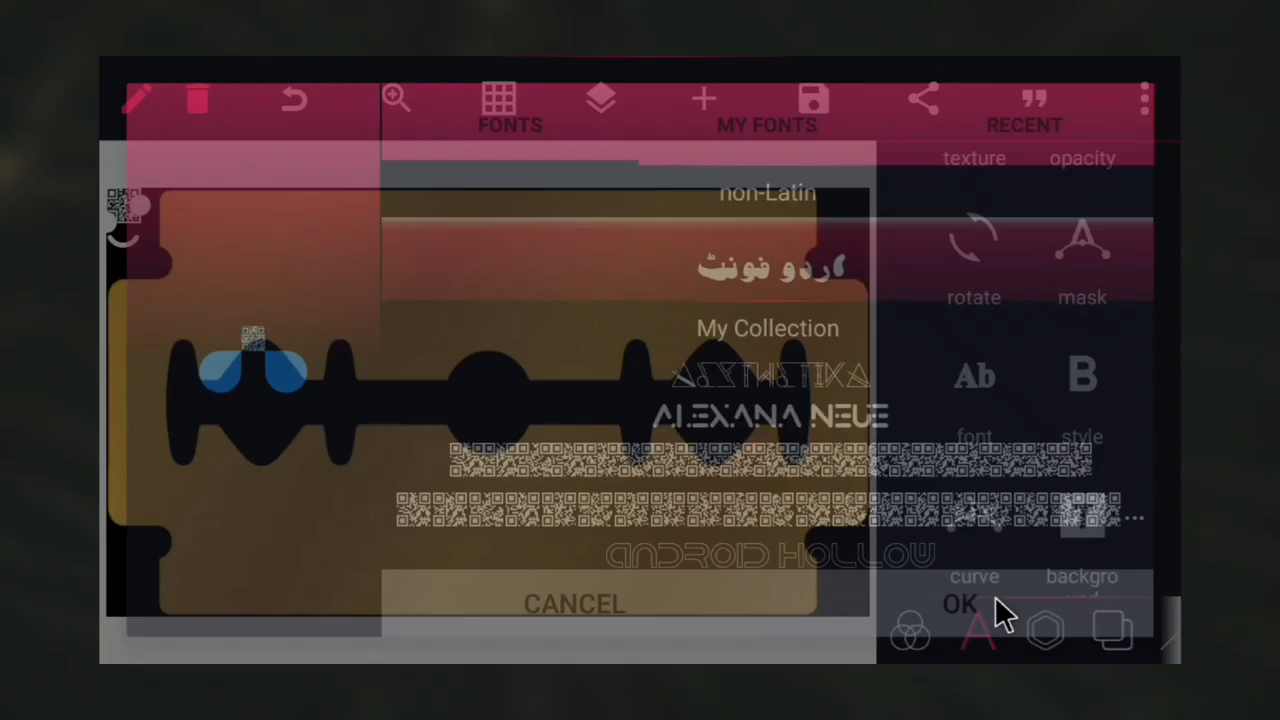 FONTS MY FONTS RECENT
texture opacity
non-Latin
اردو فونٹ
rotate mask
My Collection
Ab B
AESTHETIKA
ALEXANA NEUE
font style
ANDROID HOLLOW
curve backgro
CANCEL OK